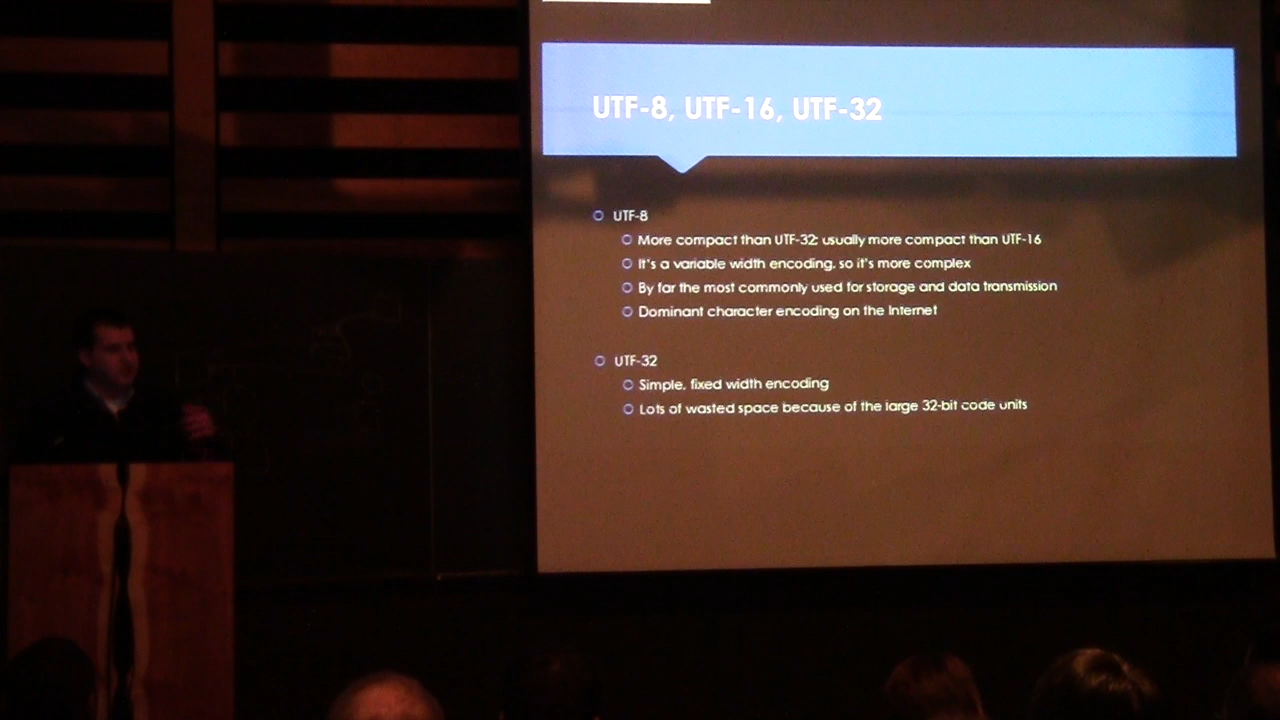 UTF-8, UTF-16, UTF-32
UTF-8
More compact than UTF-32; usually more compact than UTF-16
It's a variable width encoding, so it's more complex
By far the most commonly used for storage and data transmission
Dominant character encoding on the Internet
UTF-32
Simple, fixed width encoding
Lots of wasted space because of the large 32-bit code units